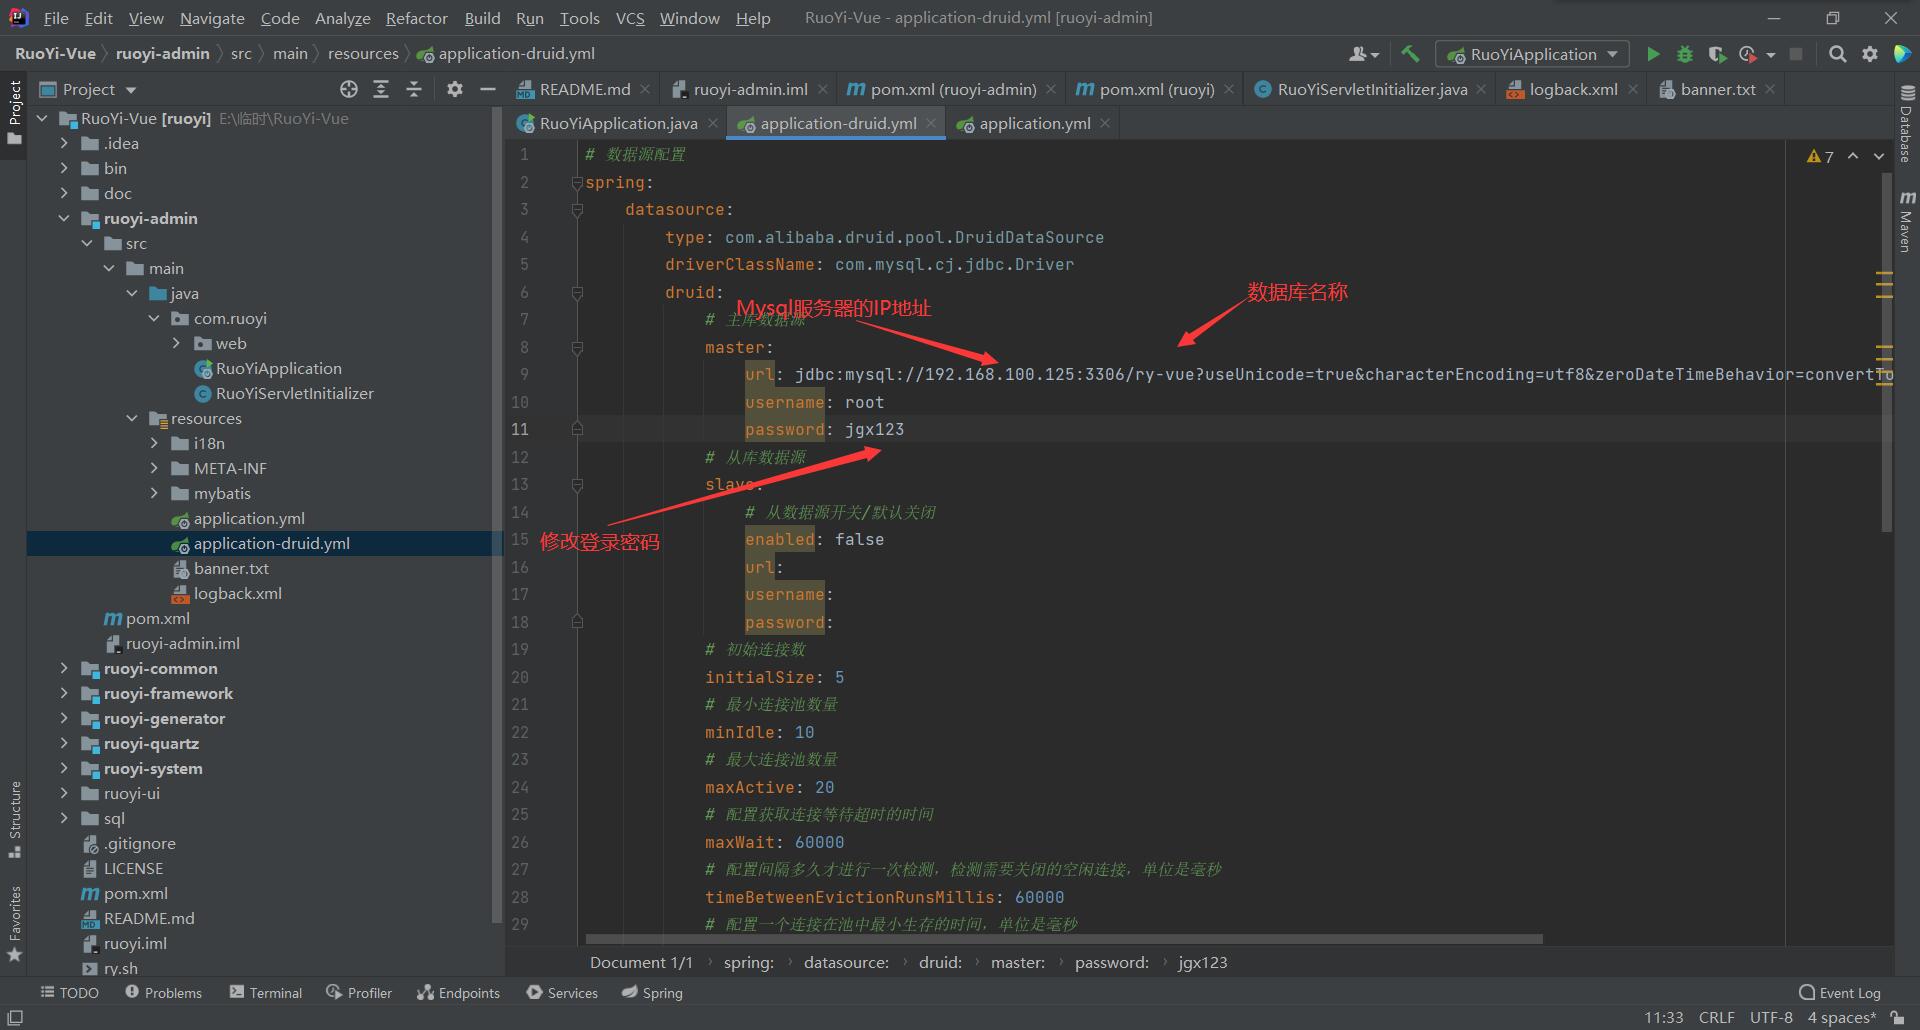 File Edit View Navigate Code Analyze Refactor Build Run Tools VCS Window Help RuoYi-Vue - application-druid.yml [ruoyi-admin]
RuoYi-Vue ruoyi-admin src main resources application-druid.yml RuoYiApplication
Project
README.md ruoyi-admin.iml pom.xml (ruoyi-admin) pom.xml (ruoyi) RuoYiServletInitializer.java logback.xml banner.txt
RuoYiApplication.java application-druid.yml application.yml
Project
Structure
Favorites
RuoYi-Vue [ruoyi] E:\临时\RuoYi-Vue
.idea
bin
doc
ruoyi-admin
src
main
java
com.ruoyi
web
RuoYiApplication
RuoYiServletInitializer
resources
i18n
META-INF
mybatis
application.yml
application-druid.yml
banner.txt
logback.xml
pom.xml
ruoyi-admin.iml
ruoyi-common
ruoyi-framework
ruoyi-generator
ruoyi-quartz
ruoyi-system
ruoyi-ui
sql
.gitignore
LICENSE
pom.xml
README.md
ruoyi.iml
ry.sh
7
1 # 数据源配置
2 spring:
3 datasource:
4 type: com.alibaba.druid.pool.DruidDataSource
5 driverClassName: com.mysql.cj.jdbc.Driver
6 druid:
数据库名称
Mysql服务器的IP地址
7 # 主库数据源
8 master:
9 url: jdbc:mysql://192.168.100.125:3306/ry-vue?useUnicode=true&characterEncoding=utf8&zeroDateTimeBehavior=convertTo
10 username: root
11 password: jgx123
12 # 从库数据源
13 slave:
14 # 从数据源开关/默认关闭
15 enabled: false
修改登录密码
16 url:
17 username:
18 password:
19 # 初始连接数
20 initialSize: 5
21 # 最小连接池数量
22 minIdle: 10
23 # 最大连接池数量
24 maxActive: 20
25 # 配置获取连接等待超时的时间
26 maxWait: 60000
27 # 配置间隔多久才进行一次检测，检测需要关闭的空闲连接，单位是毫秒
28 timeBetweenEvictionRunsMillis: 60000
29 # 配置一个连接在池中最小生存的时间，单位是毫秒
Database
Maven
Document 1/1 spring: datasource: druid: master: password: jgx123
TODO Problems Terminal Profiler Endpoints Services Spring Event Log
11:33 CRLF UTF-8 4 spaces*